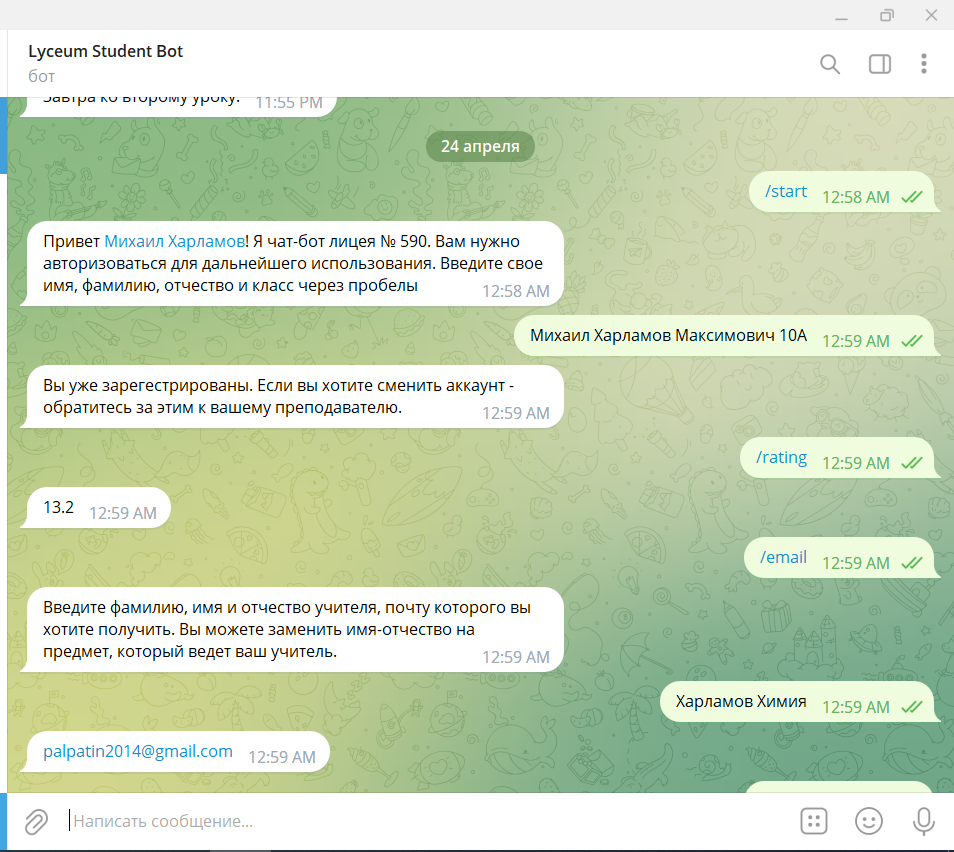 Lyceum Student Bot
бот
Завтра ко второму уроку. 11:55 PM
24 апреля
/start 12:58 AM
Привет Михаил Харламов! Я чат-бот лицея № 590. Вам нужно
авторизоваться для дальнейшего использования. Введите свое
имя, фамилию, отчество и класс через пробелы 12:58 AM
Михаил Харламов Максимович 10А 12:59 AM
Вы уже зарегестрированы. Если вы хотите сменить аккаунт -
обратитесь за этим к вашему преподавателю. 12:59 AM
/rating 12:59 AM
13.2 12:59 AM
/email 12:59 AM
Введите фамилию, имя и отчество учителя, почту которого вы
хотите получить. Вы можете заменить имя-отчество на
предмет, который ведет ваш учитель. 12:59 AM
Харламов Химия 12:59 AM
palpatin2014@gmail.com 12:59 AM
Написать сообщение...